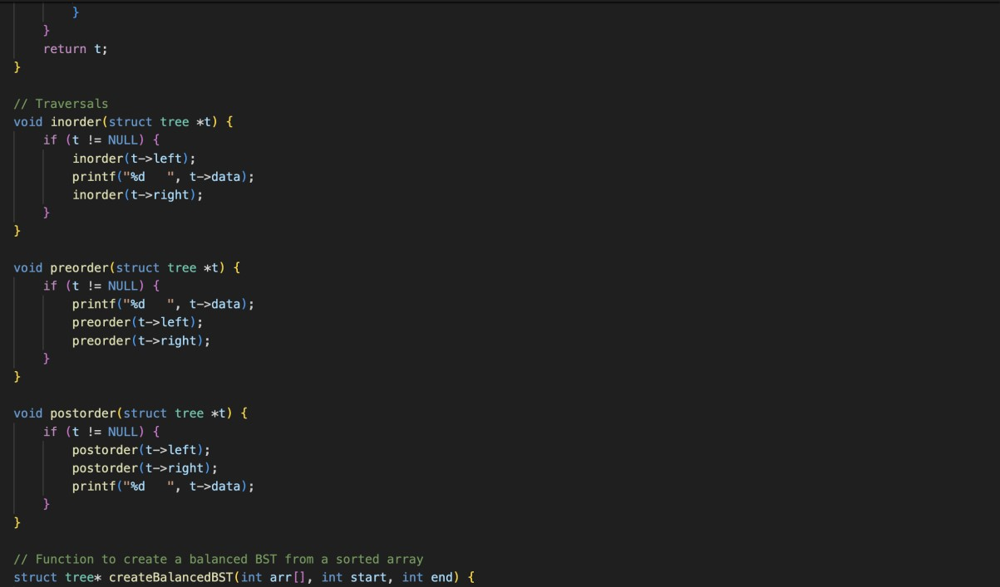 }
    }
    return t;
}

// Traversals
void inorder(struct tree *t) {
    if (t != NULL) {
        inorder(t->left);
        printf("%d   ", t->data);
        inorder(t->right);
    }
}

void preorder(struct tree *t) {
    if (t != NULL) {
        printf("%d   ", t->data);
        preorder(t->left);
        preorder(t->right);
    }
}

void postorder(struct tree *t) {
    if (t != NULL) {
        postorder(t->left);
        postorder(t->right);
        printf("%d   ", t->data);
    }
}

// Function to create a balanced BST from a sorted array
struct tree* createBalancedBST(int arr[], int start, int end) {